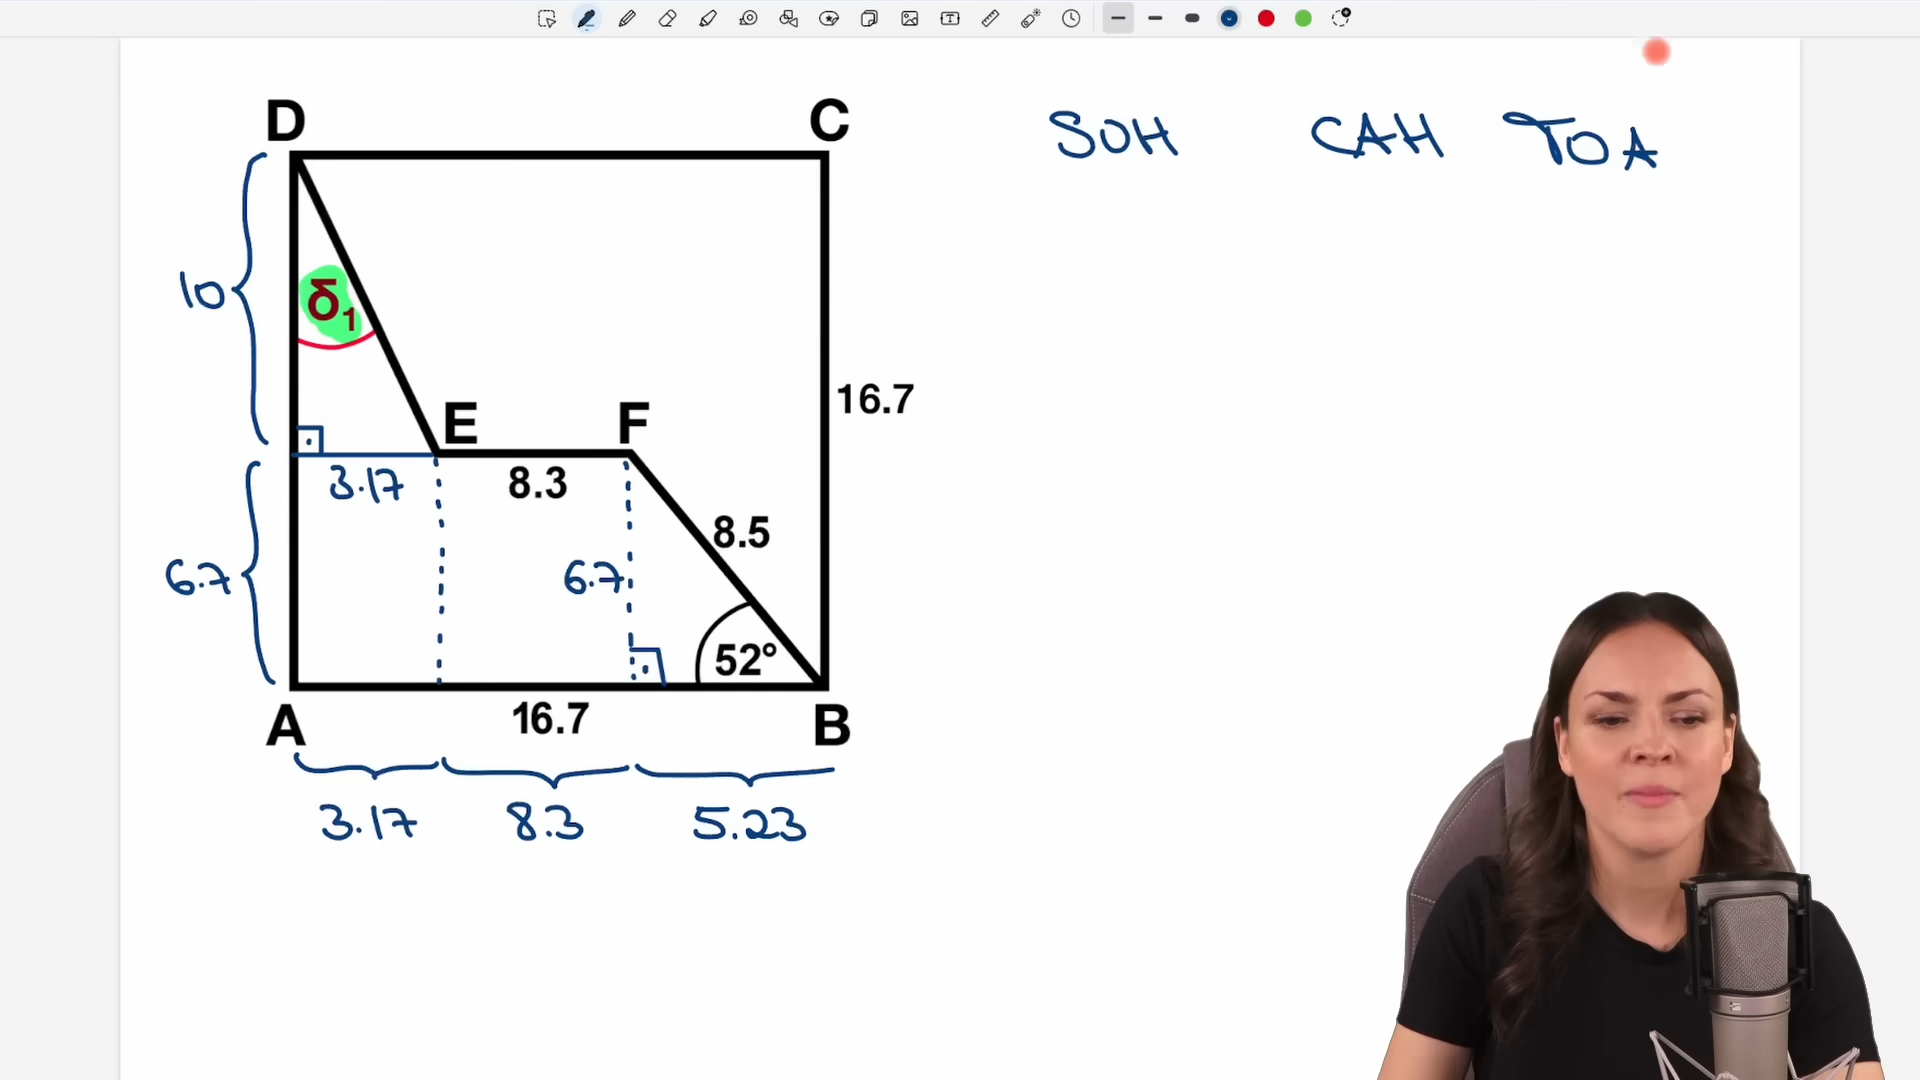 D C
SOH CAH TOA
10
δ1
E F
16.7
3.17 8.3
8.5
6.7 6.7
52°
A 16.7 B
3.17 8.3 5.23